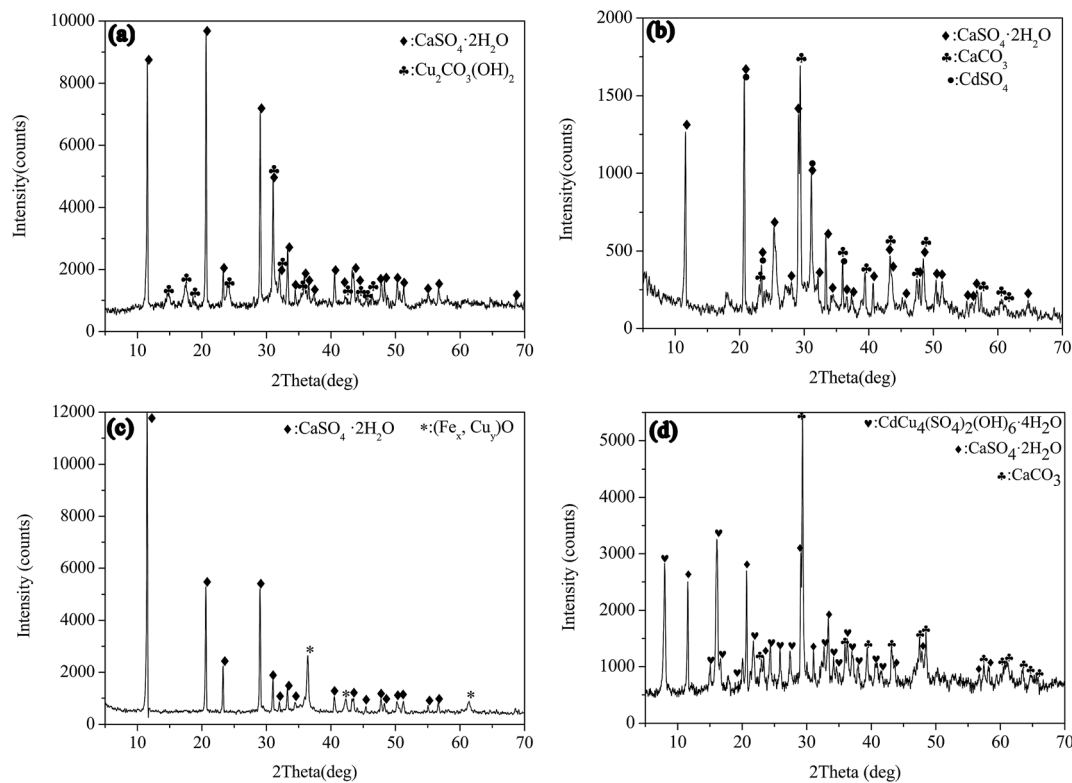 (a)
10000
8000
6000
4000
2000
0
♦:CaSO₄·2H₂O
♣:Cu₂CO₃(OH)₂
Intensity(counts)
10 20 30 40 50 60 70
2Theta(deg)
(b)
2000
1500
1000
500
0
♦:CaSO₄·2H₂O
♣:CaCO₃
●:CdSO₄
Intensity(counts)
10 20 30 40 50 60 70
2Theta(deg)
(c)
12000
10000
8000
6000
4000
2000
0
♦:CaSO₄ ·2H₂O *:(Feₓ, Cuᵧ)O
Intensity (counts)
10 20 30 40 50 60 70
2Theta(deg)
(d)
5000
4000
3000
2000
1000
0
♥:CdCu₄(SO₄)₂(OH)₆·4H₂O
♦:CaSO₄·2H₂O
♣:CaCO₃
Intensity (counts)
10 20 30 40 50 60 70
2Theta (deg)